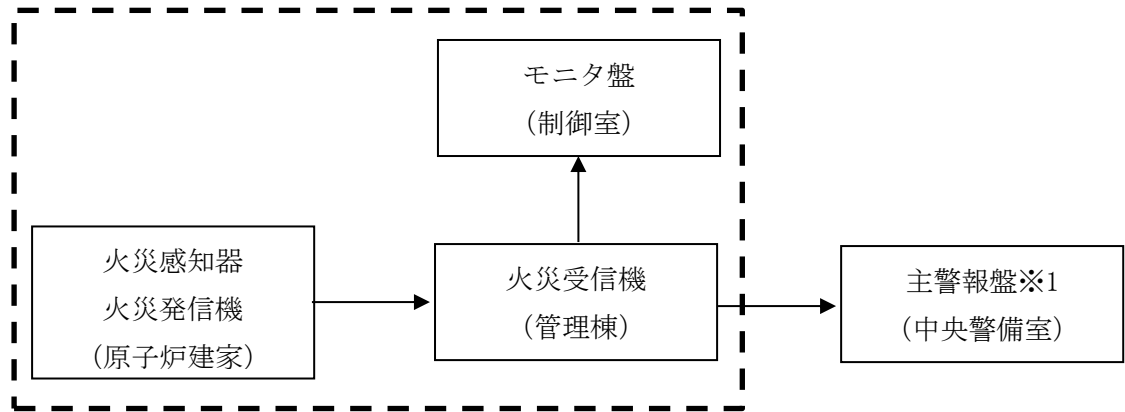 モニタ盤
（制御室）
火災感知器
火災発信機
（原子炉建家）
火災受信機
（管理棟）
主警報盤※1
（中央警備室）